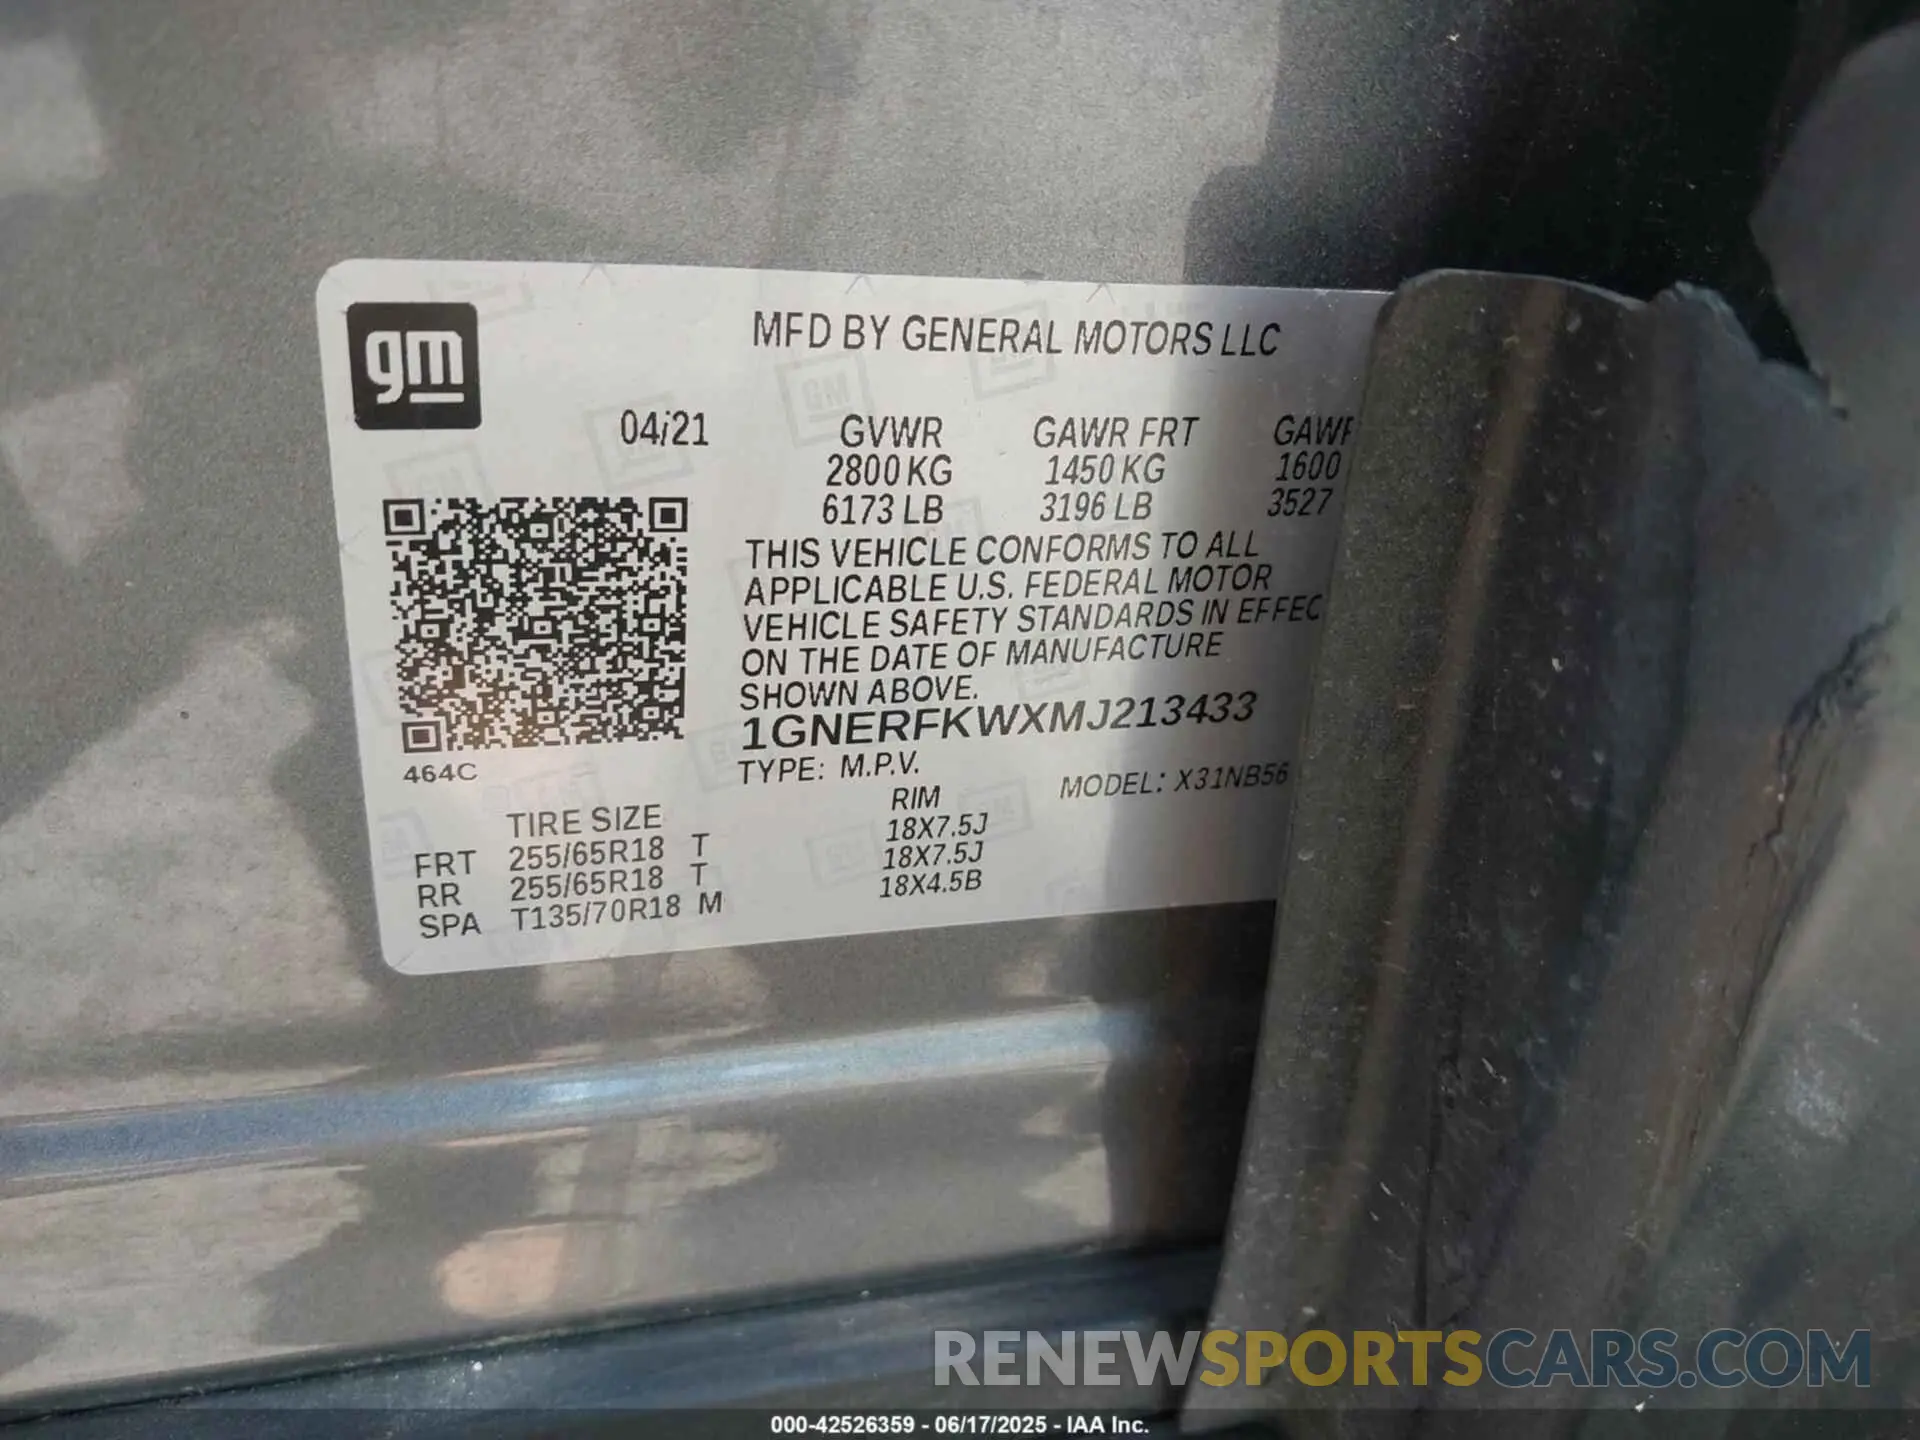 gm
MFD BY GENERAL MOTORS LLC
04/21 GVWR GAWR FRT GAWR
2800 KG 1450 KG 1600
6173 LB 3196 LB 3527
THIS VEHICLE CONFORMS TO ALL
APPLICABLE U.S. FEDERAL MOTOR
VEHICLE SAFETY STANDARDS IN EFFEC
ON THE DATE OF MANUFACTURE
SHOWN ABOVE.
1GNERFKWXMJ213433
464C
TYPE: M.P.V. MODEL: X31NB56
TIRE SIZE RIM
FRT 255/65R18 T 18X7.5J
RR 255/65R18 T 18X7.5J
SPA T135/70R18 M 18X4.5B
RENEWSPORTSCARS.COM
000-42526359 - 06/17/2025 - IAA Inc.